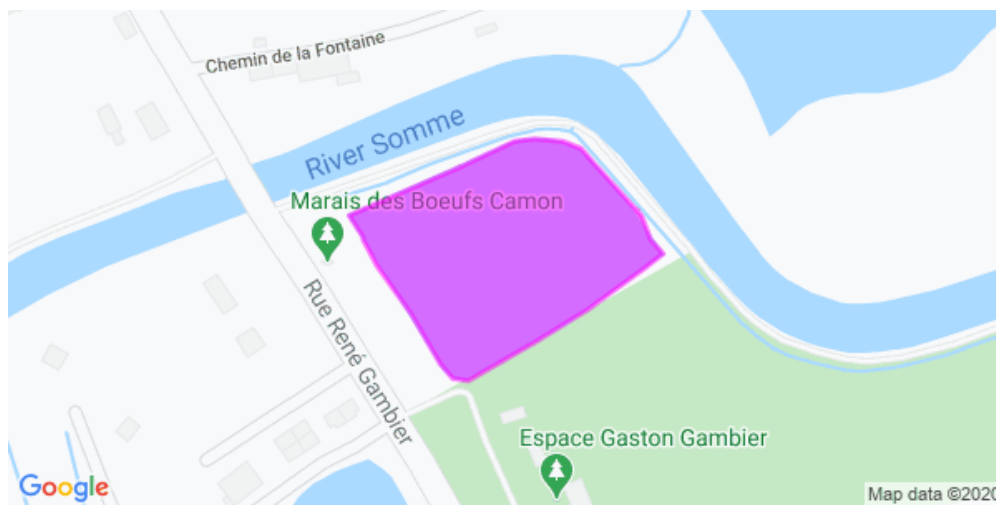 Chemin de la Fontaine
River Somme
Marais des Boeufs Camon
Rue René Gambier
Espace Gaston Gambier
Google
Map data ©2020